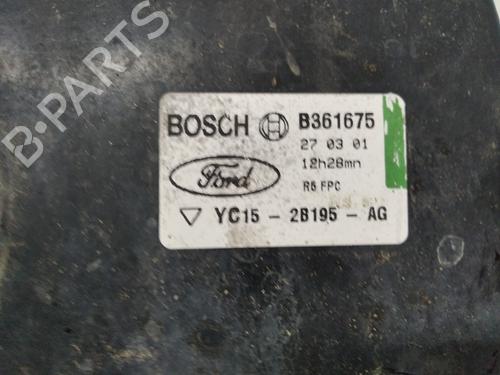 B-PARTS
BOSCH B361675
27 03 01
12h28mn
Ford
R5 FPC
YC15 - 2B195 - AG